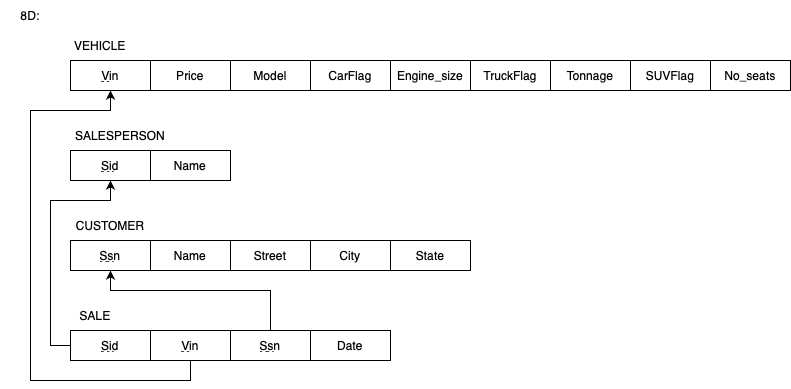 8D:
VEHICLE
Vin Price Model CarFlag Engine_size TruckFlag Tonnage SUVFlag No_seats
SALESPERSON
Sid Name
CUSTOMER
Ssn Name Street City State
SALE
Sid Vin Ssn Date